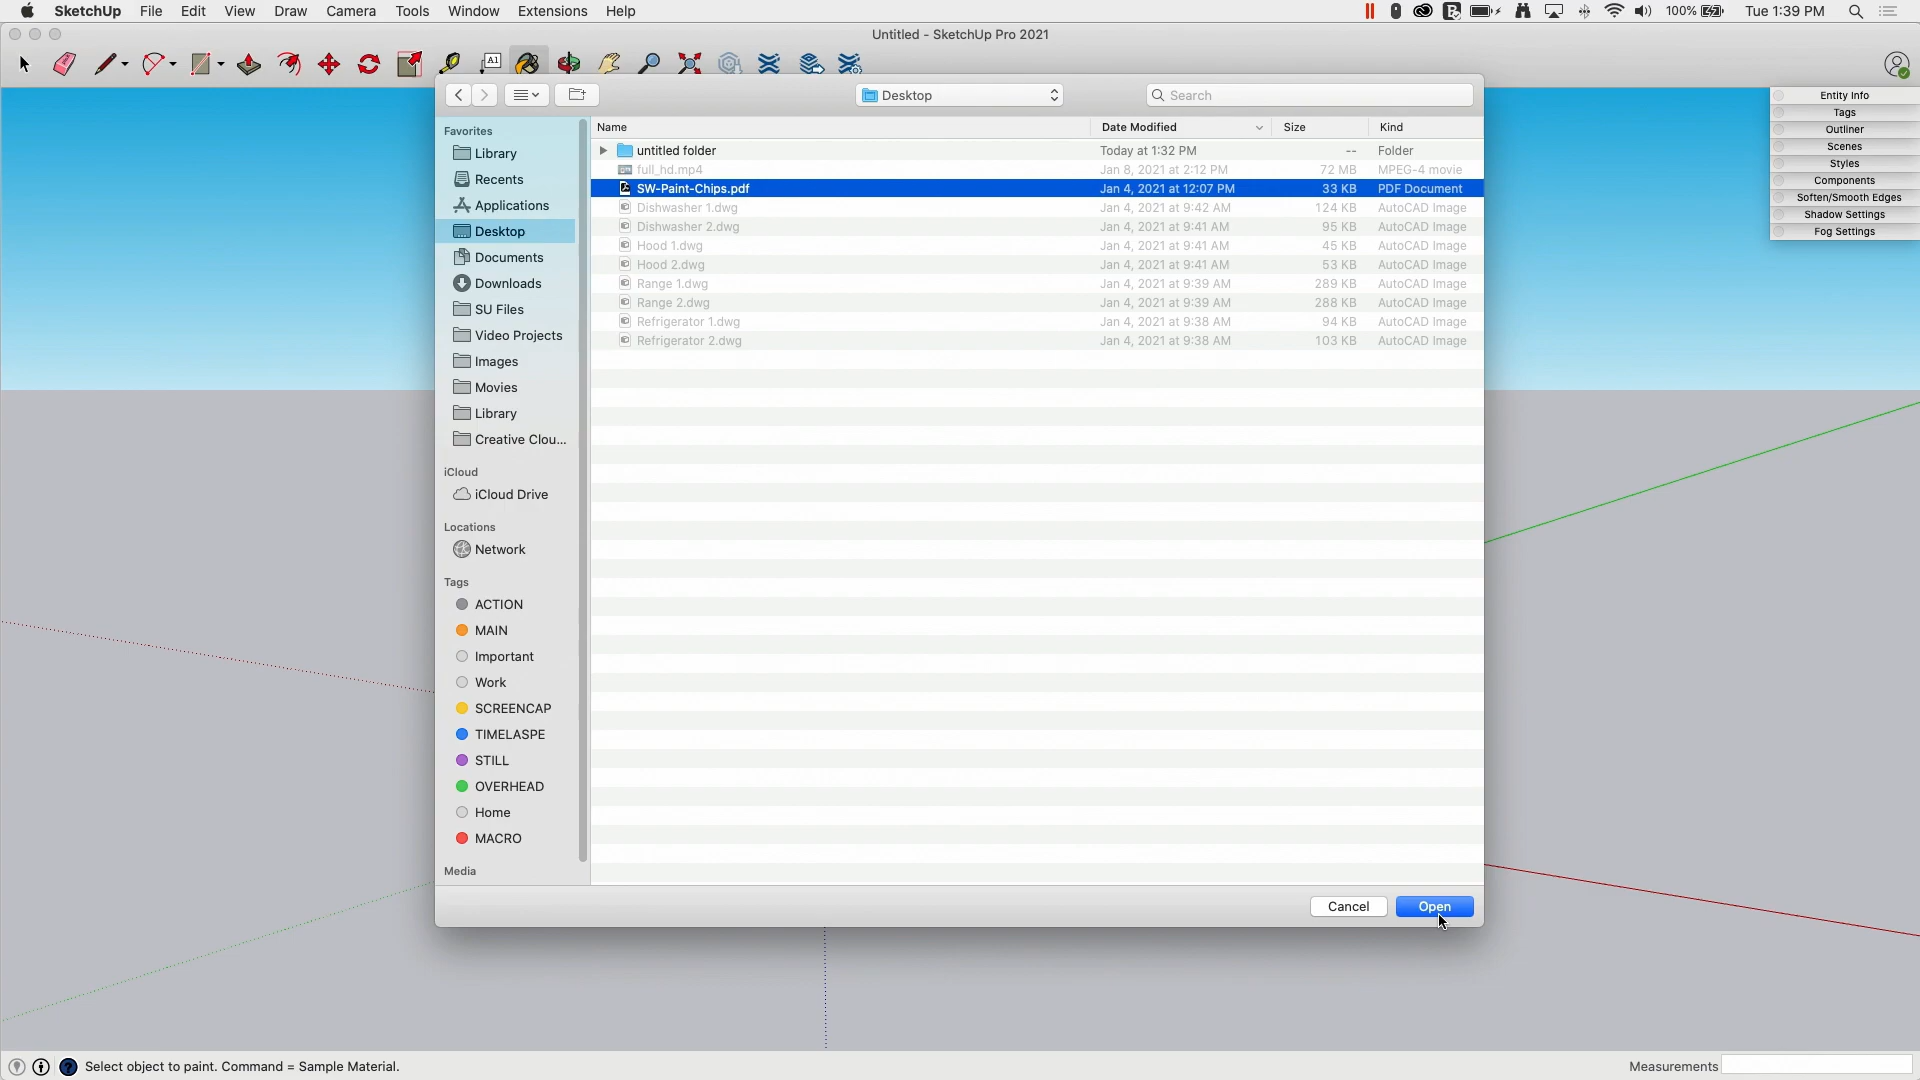 SketchUp File Edit View Draw Camera Tools Window Extensions Help 100% Tue 1:39 PM
Untitled - SketchUp Pro 2021
A1
Desktop Search
Entity Info
Tags
Outliner
Scenes
Styles
Components
Soften/Smooth Edges
Shadow Settings
Fog Settings
Favorites
Library
Recents
Applications
Desktop
Documents
Downloads
SU Files
Video Projects
Images
Movies
Library
Creative Clou...
iCloud
iCloud Drive
Locations
Network
Tags
ACTION
MAIN
Important
Work
SCREENCAP
TIMELASPE
STILL
OVERHEAD
Home
MACRO
Media
Name Date Modified Size Kind
untitled folder Today at 1:32 PM -- Folder
full_hd.mp4 Jan 8, 2021 at 2:12 PM 72 MB MPEG-4 movie
SW-Paint-Chips.pdf Jan 4, 2021 at 12:07 PM 33 KB PDF Document
Dishwasher 1.dwg Jan 4, 2021 at 9:42 AM 124 KB AutoCAD Image
Dishwasher 2.dwg Jan 4, 2021 at 9:41 AM 95 KB AutoCAD Image
Hood 1.dwg Jan 4, 2021 at 9:41 AM 45 KB AutoCAD Image
Hood 2.dwg Jan 4, 2021 at 9:41 AM 53 KB AutoCAD Image
Range 1.dwg Jan 4, 2021 at 9:39 AM 289 KB AutoCAD Image
Range 2.dwg Jan 4, 2021 at 9:39 AM 288 KB AutoCAD Image
Refrigerator 1.dwg Jan 4, 2021 at 9:38 AM 94 KB AutoCAD Image
Refrigerator 2.dwg Jan 4, 2021 at 9:38 AM 103 KB AutoCAD Image
Cancel Open
Select object to paint. Command = Sample Material. Measurements